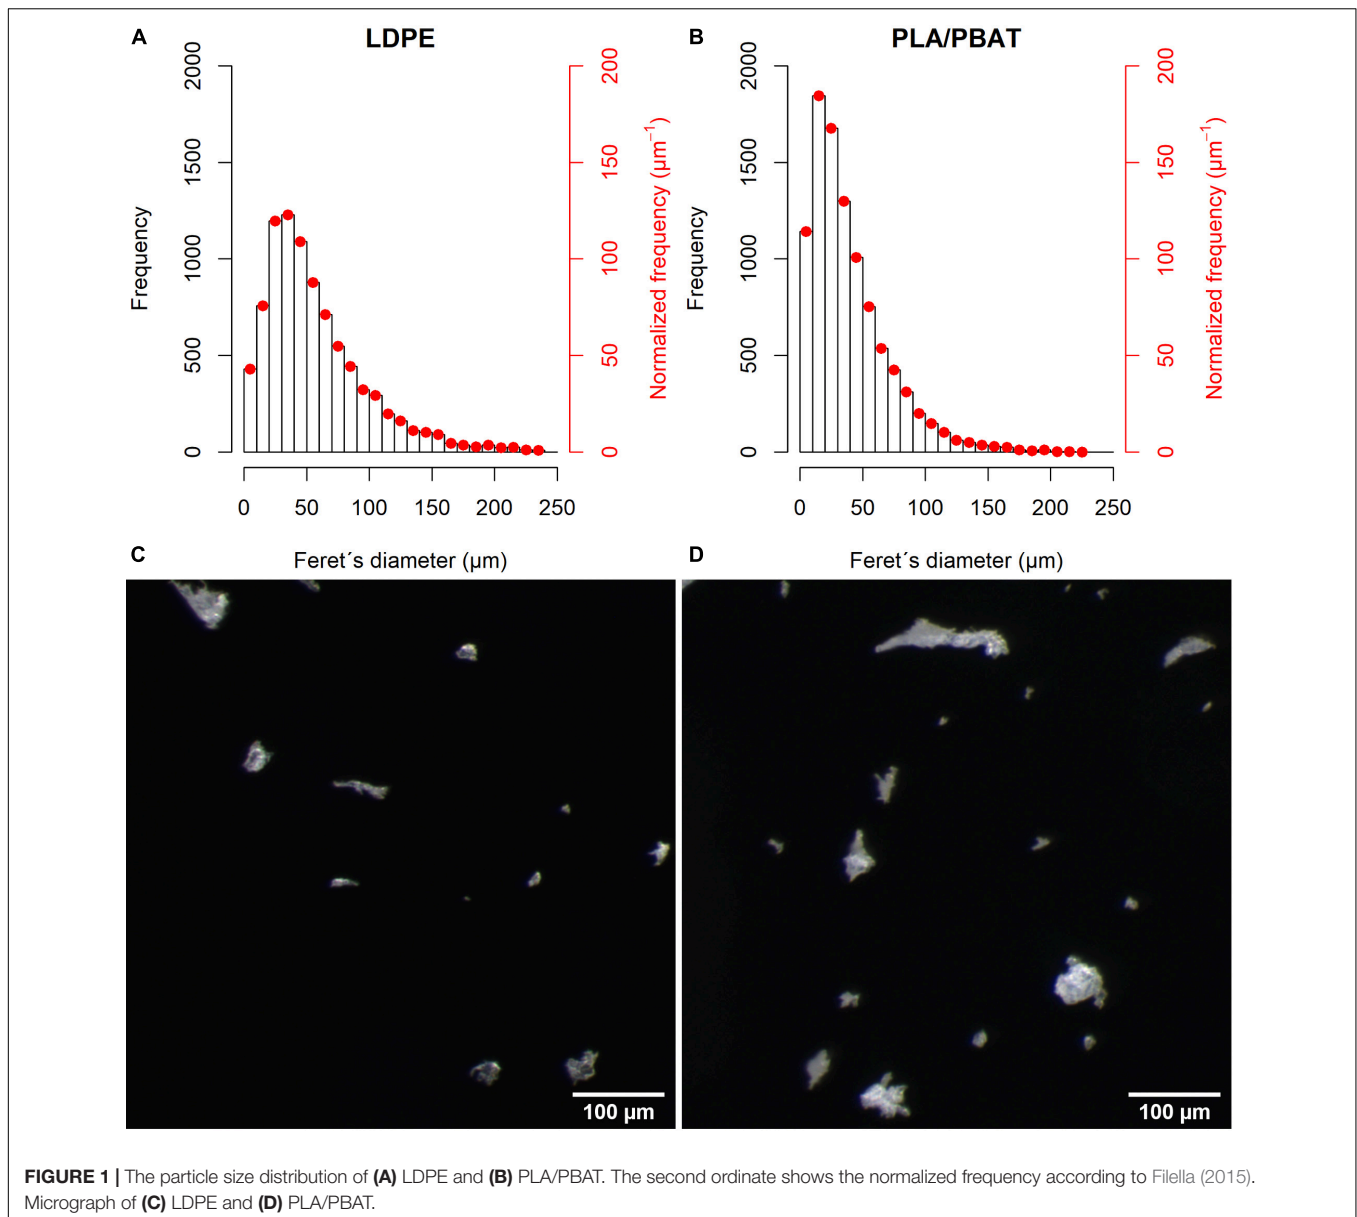 A
LDPE
Frequency
0
500
1000
1500
2000
Normalized frequency (µm⁻¹)
0
50
100
150
200
0 50 100 150 200 250
Feret´s diameter (µm)
B
PLA/PBAT
Frequency
0
500
1000
1500
2000
Normalized frequency (µm⁻¹)
0
50
100
150
200
0 50 100 150 200 250
Feret´s diameter (µm)
C
100 µm
D
100 µm
FIGURE 1 | The particle size distribution of (A) LDPE and (B) PLA/PBAT. The second ordinate shows the normalized frequency according to Filella (2015).
Micrograph of (C) LDPE and (D) PLA/PBAT.